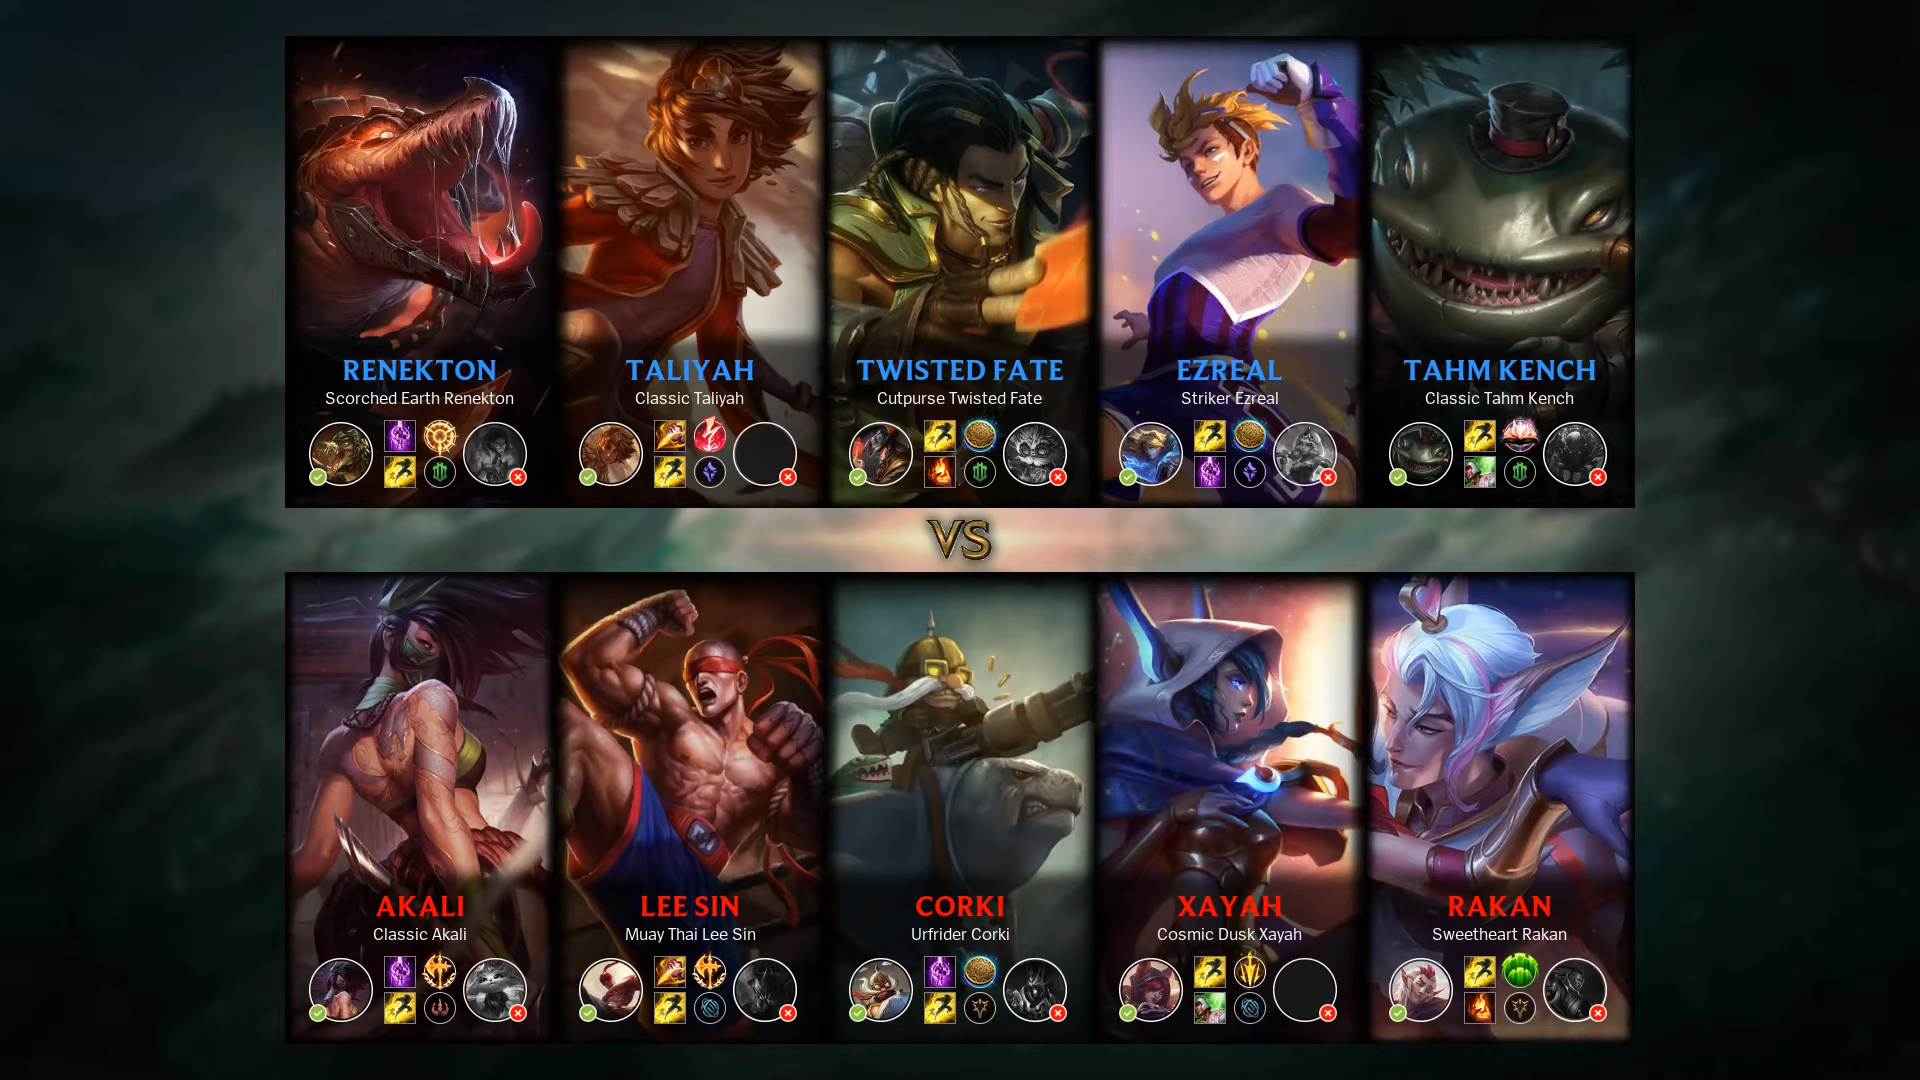 RENEKTON
Scorched Earth Renekton
TALIYAH
Classic Taliyah
TWISTED FATE
Cutpurse Twisted Fate
EZREAL
Striker Ezreal
TAHM KENCH
Classic Tahm Kench
VS
AKALI
Classic Akali
LEE SIN
Muay Thai Lee Sin
CORKI
Urfrider Corki
XAYAH
Cosmic Dusk Xayah
RAKAN
Sweetheart Rakan